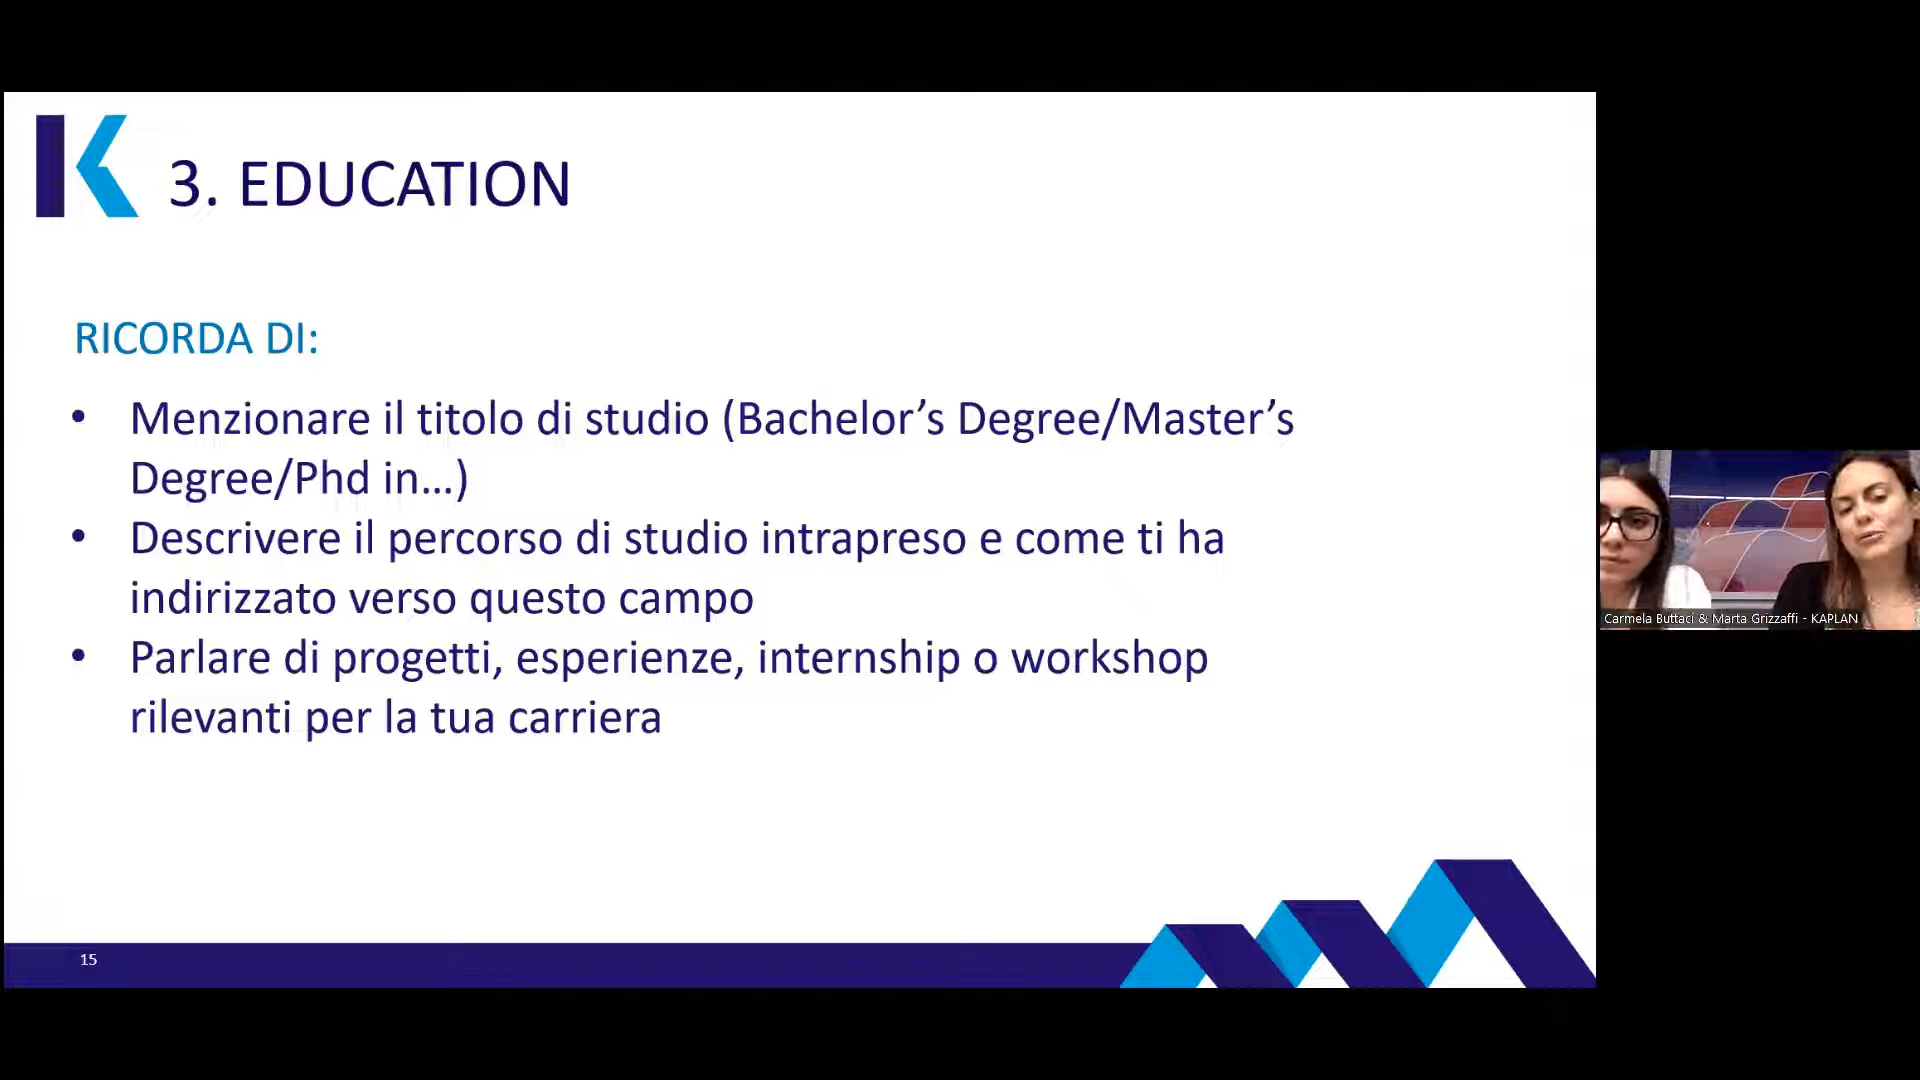 3. EDUCATION
RICORDA DI:
• Menzionare il titolo di studio (Bachelor’s Degree/Master’s
Degree/Phd in…)
• Descrivere il percorso di studio intrapreso e come ti ha
indirizzato verso questo campo
• Parlare di progetti, esperienze, internship o workshop
rilevanti per la tua carriera
Carmela Buttaci & Marta Grizzaffi - KAPLAN
15